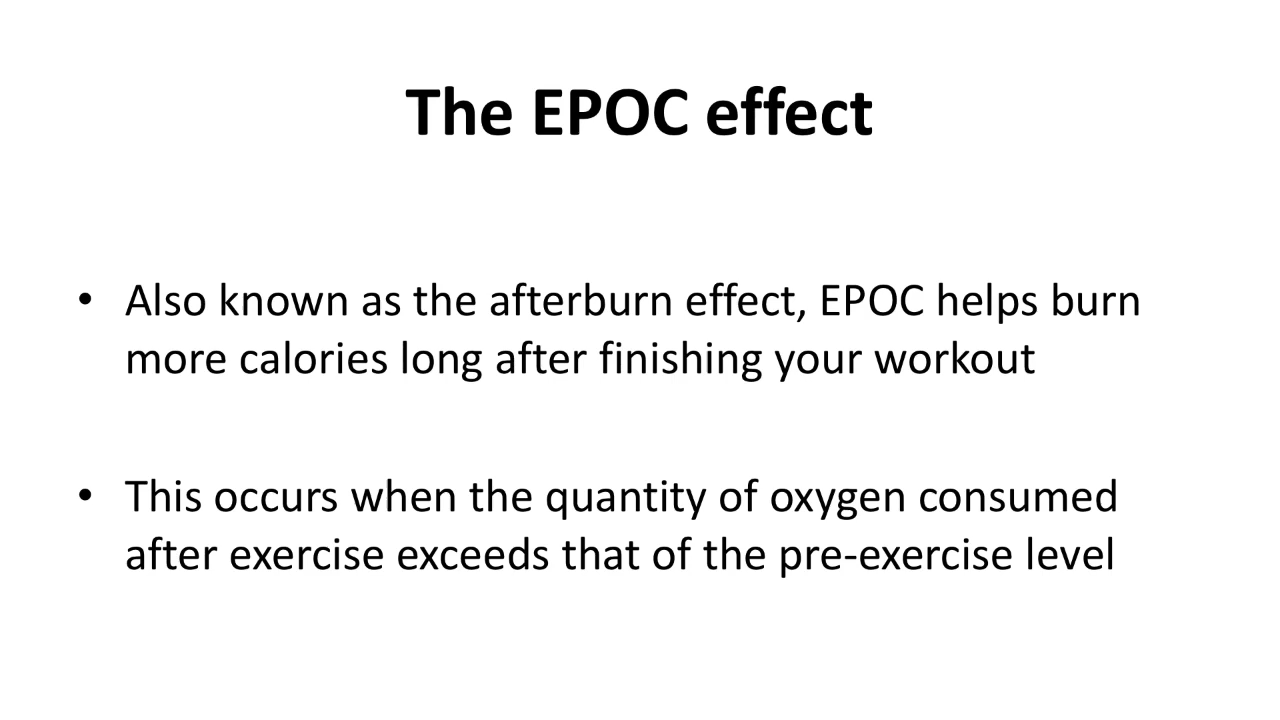 The EPOC effect
• Also known as the afterburn effect, EPOC helps burn
more calories long after finishing your workout
• This occurs when the quantity of oxygen consumed
after exercise exceeds that of the pre-exercise level